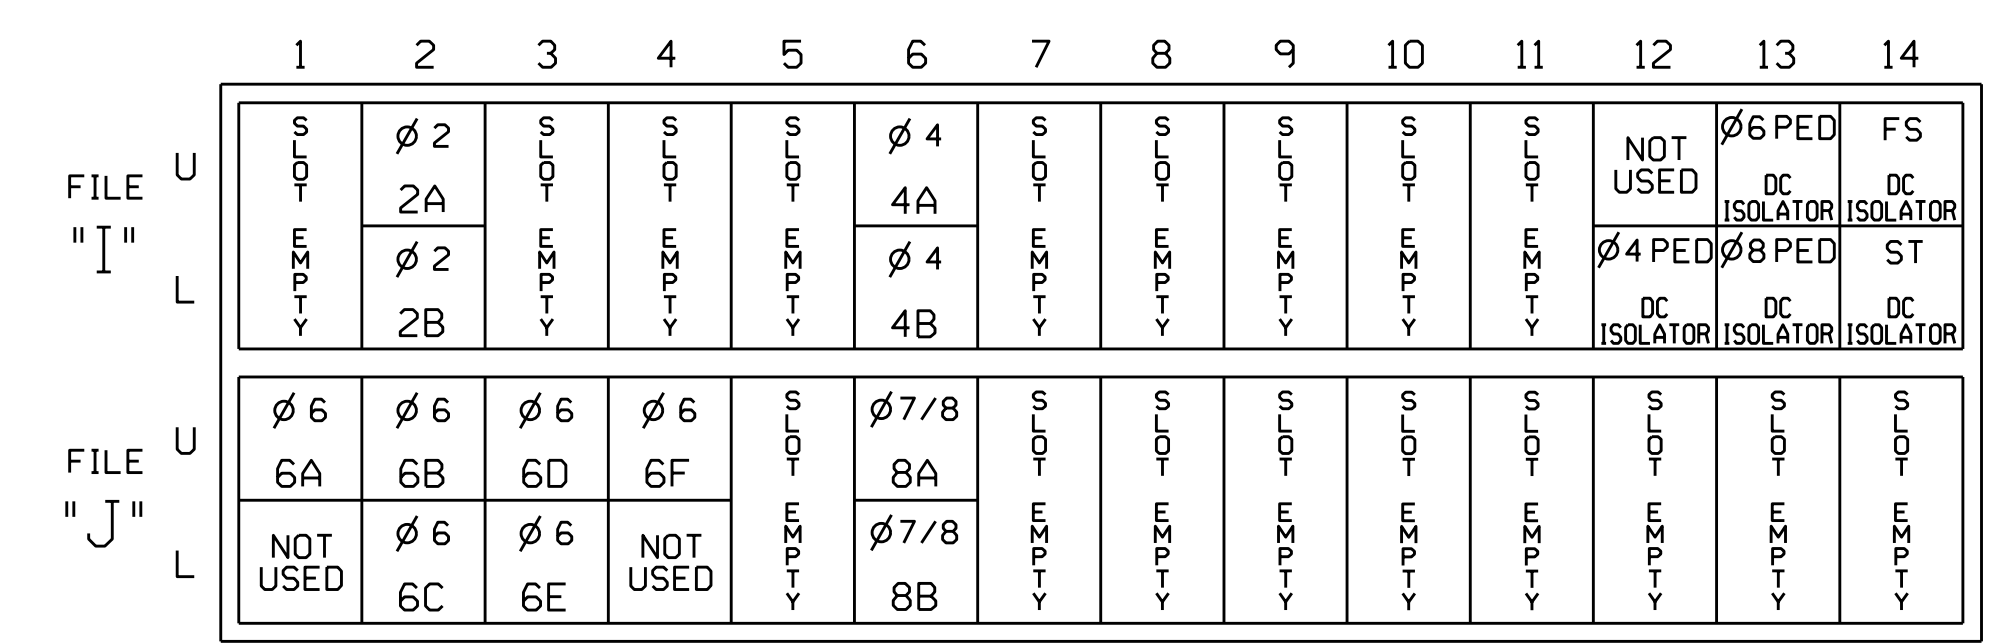 1 2 3 4 5 6 7 8 9 10 11 12 13 14
FILE "I"
U
L
SLOT EMPTY
Ø 2
2A
Ø 2
2B
SLOT EMPTY
SLOT EMPTY
SLOT EMPTY
Ø 4
4A
Ø 4
4B
SLOT EMPTY
SLOT EMPTY
SLOT EMPTY
SLOT EMPTY
SLOT EMPTY
NOT
USED
Ø4 PED
DC
ISOLATOR
Ø6 PED
DC
ISOLATOR
Ø8 PED
DC
ISOLATOR
FS
DC
ISOLATOR
ST
DC
ISOLATOR
FILE "J"
U
L
Ø 6
6A
NOT
USED
Ø 6
6B
Ø 6
6C
Ø 6
6D
Ø 6
6E
Ø 6
6F
NOT
USED
SLOT EMPTY
Ø7/8
8A
Ø7/8
8B
SLOT EMPTY
SLOT EMPTY
SLOT EMPTY
SLOT EMPTY
SLOT EMPTY
SLOT EMPTY
SLOT EMPTY
SLOT EMPTY